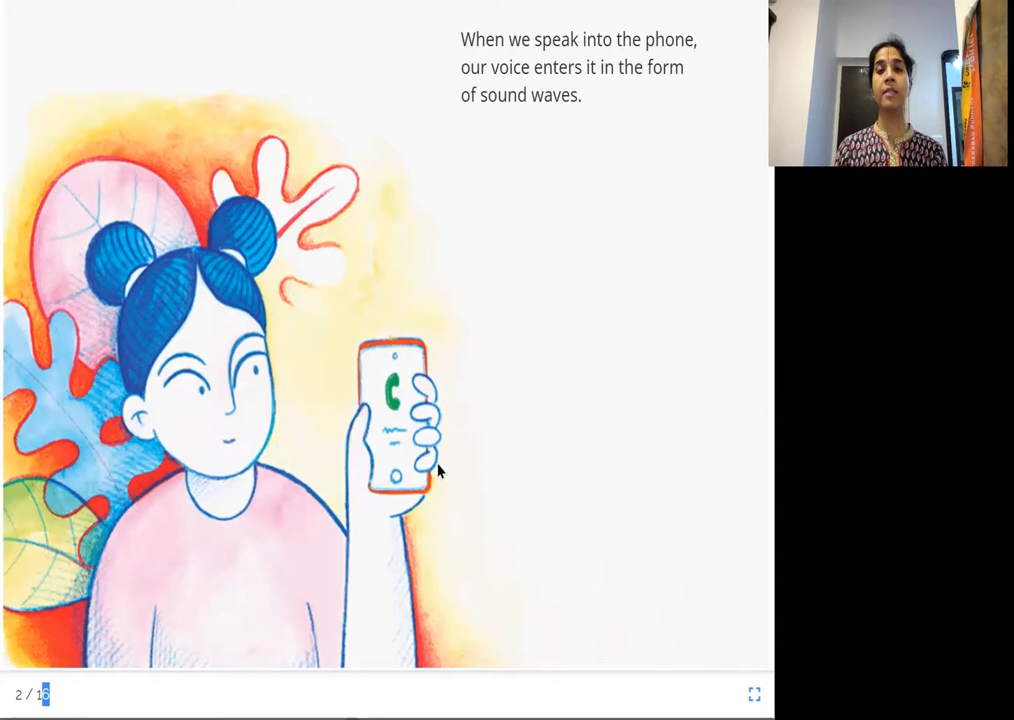 When we speak into the phone,
our voice enters it in the form
of sound waves.
2 / 16